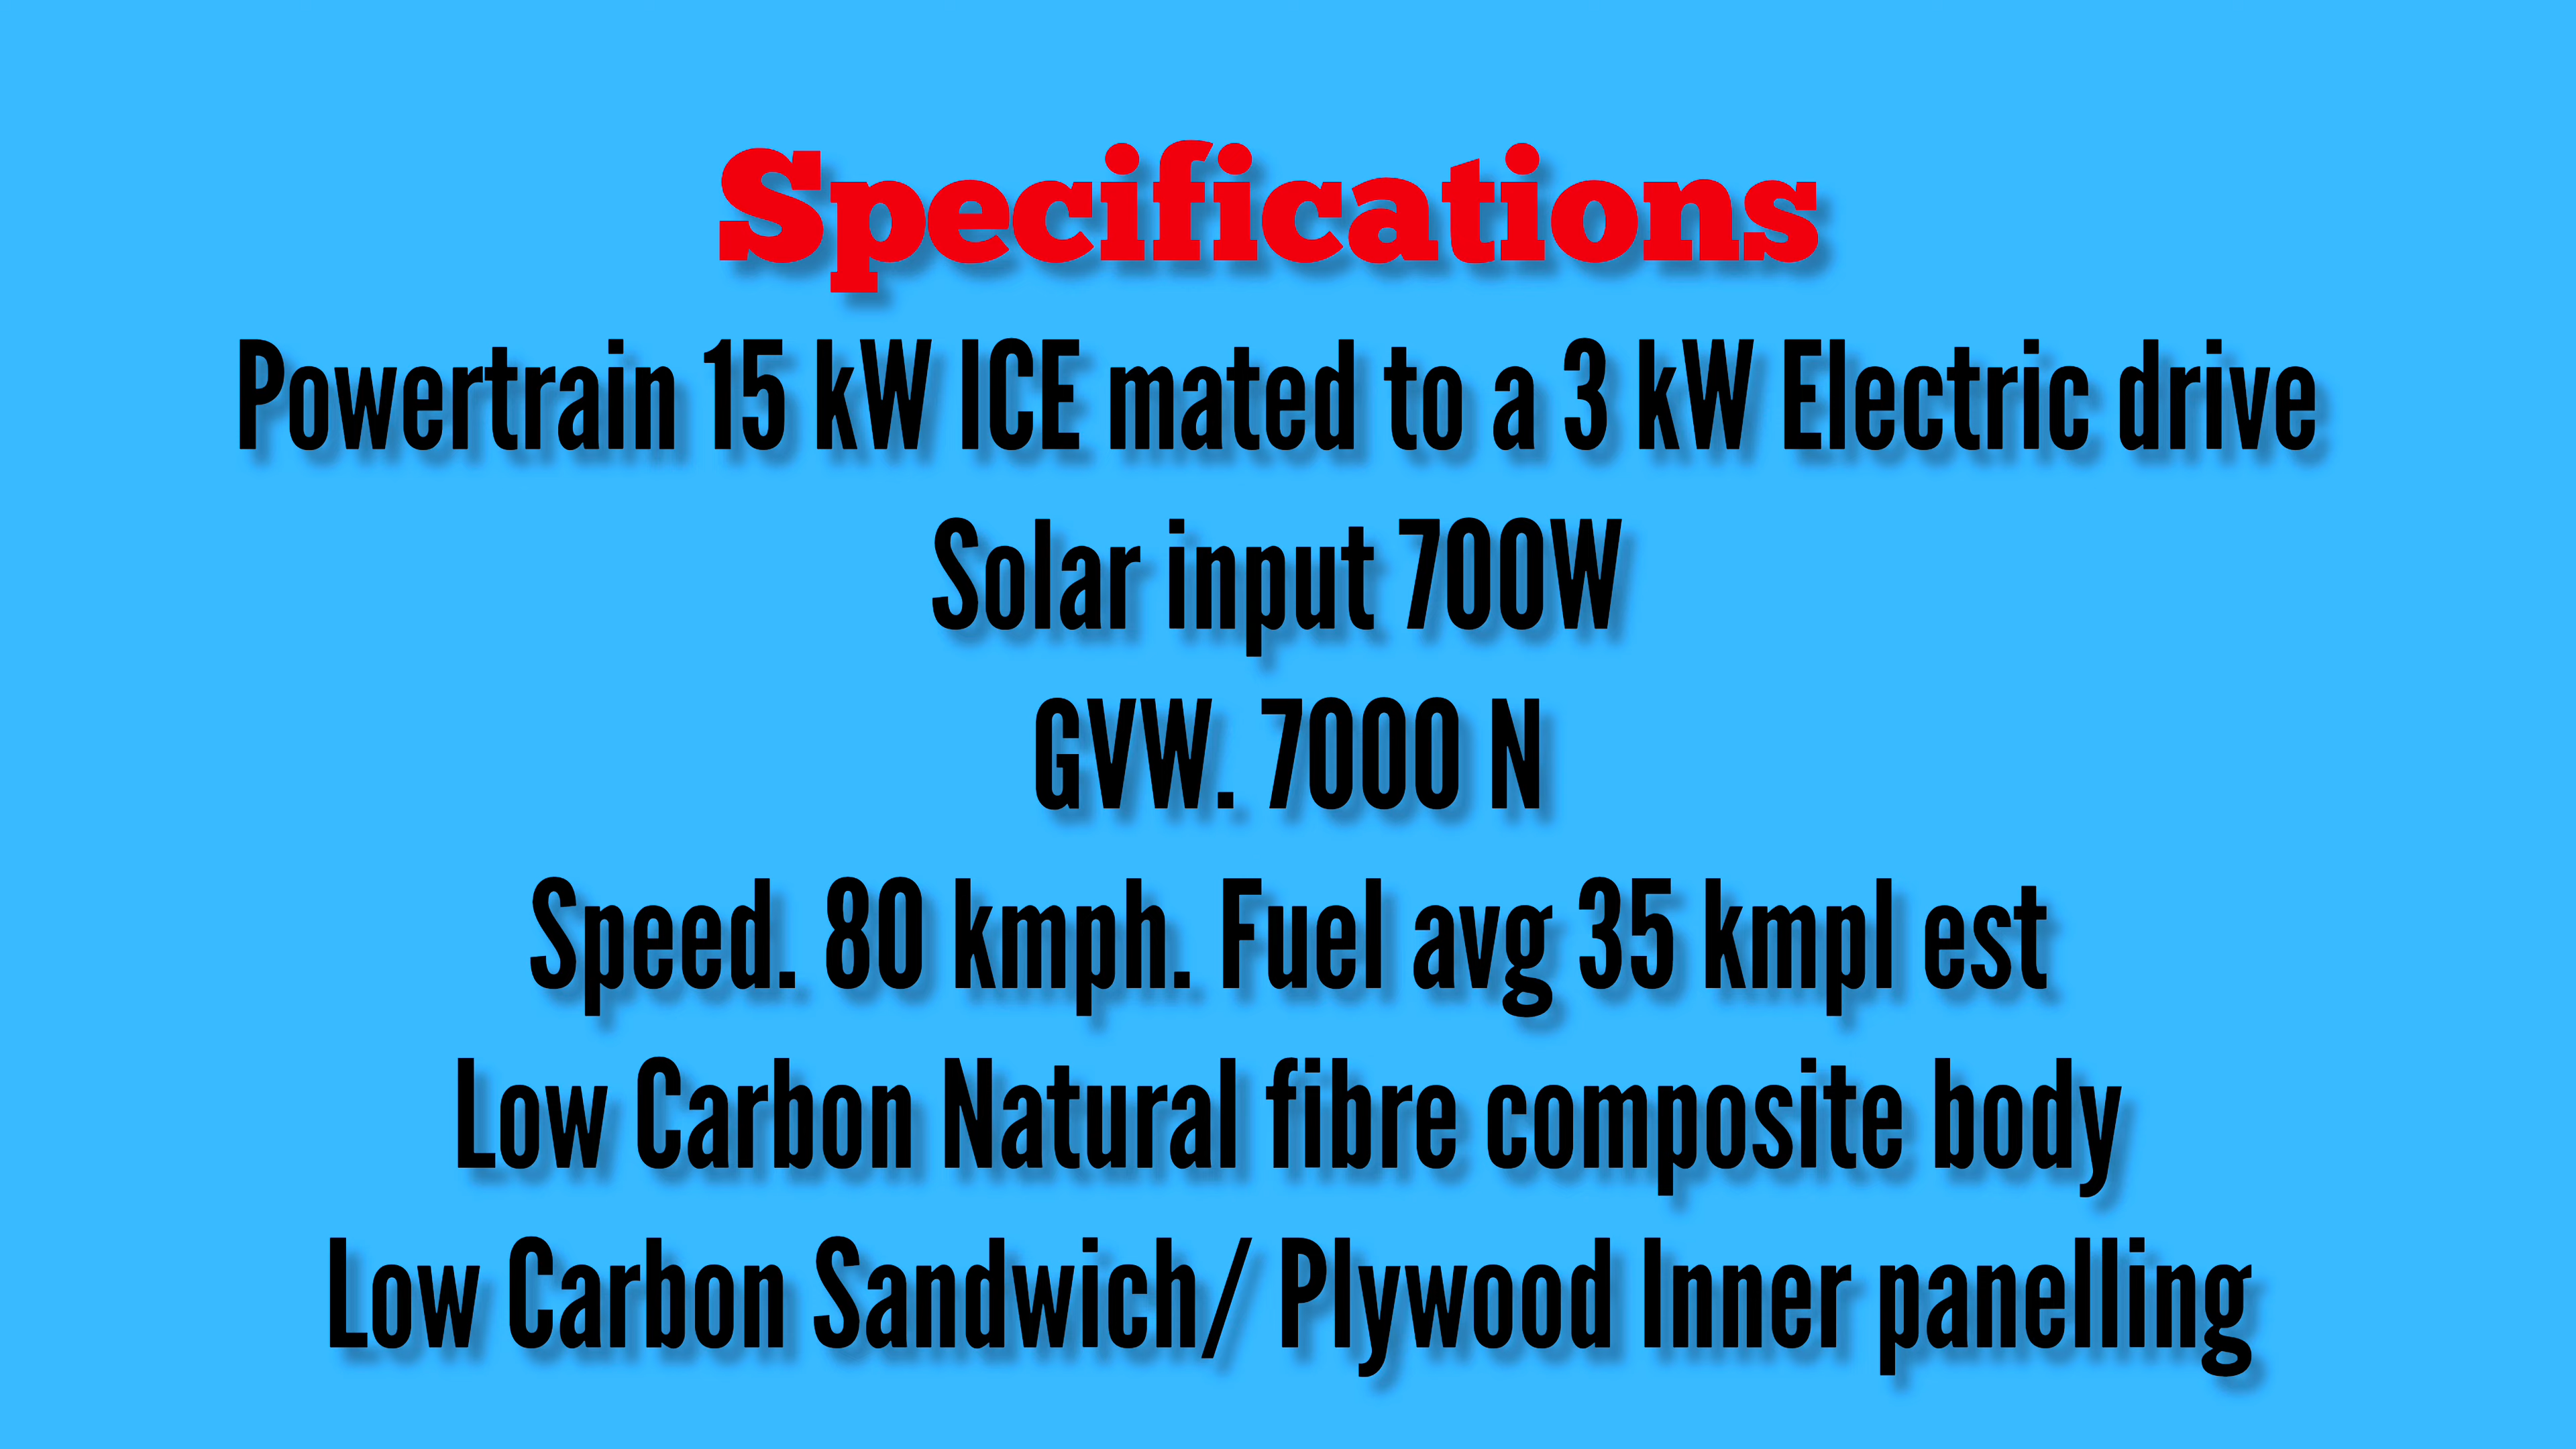 Specifications
Powertrain 15 kW ICE mated to a 3 kW Electric drive
Solar input 700W
GVW. 7000 N
Speed. 80 kmph. Fuel avg 35 kmpl est
Low Carbon Natural fibre composite body
Low Carbon Sandwich/ Plywood Inner panelling